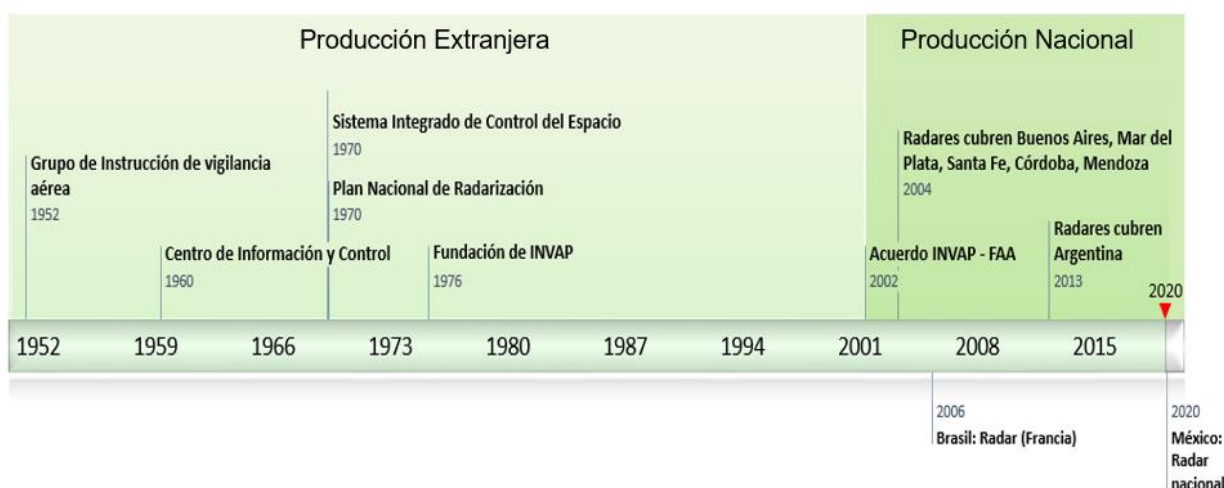 Producción Extranjera
Producción Nacional
Sistema Integrado de Control del Espacio
1970
Grupo de Instrucción de vigilancia
aérea
1952
Plan Nacional de Radarización
1970
Centro de Información y Control
1960
Fundación de INVAP
1976
Radares cubren Buenos Aires, Mar del
Plata, Santa Fe, Córdoba, Mendoza
2004
Acuerdo INVAP - FAA
2002
Radares cubren
Argentina
2013
2020
1952 1959 1966 1973 1980 1987 1994 2001 2008 2015
2006
Brasil: Radar (Francia)
2020
México:
Radar
nacional